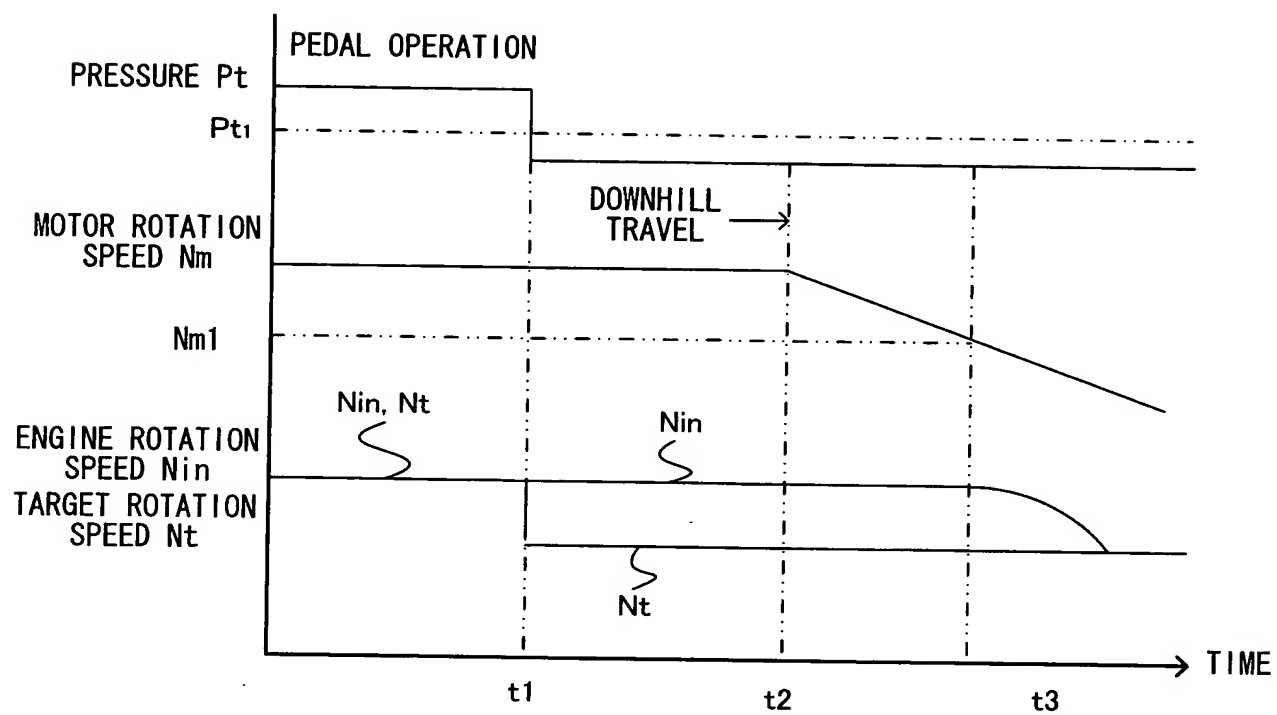 PEDAL OPERATION
PRESSURE Pt
Pt1
DOWNHILL
TRAVEL
MOTOR ROTATION
SPEED Nm
Nm1
Nin, Nt
Nin
ENGINE ROTATION
SPEED Nin
TARGET ROTATION
SPEED Nt
Nt
TIME
t1
t2
t3